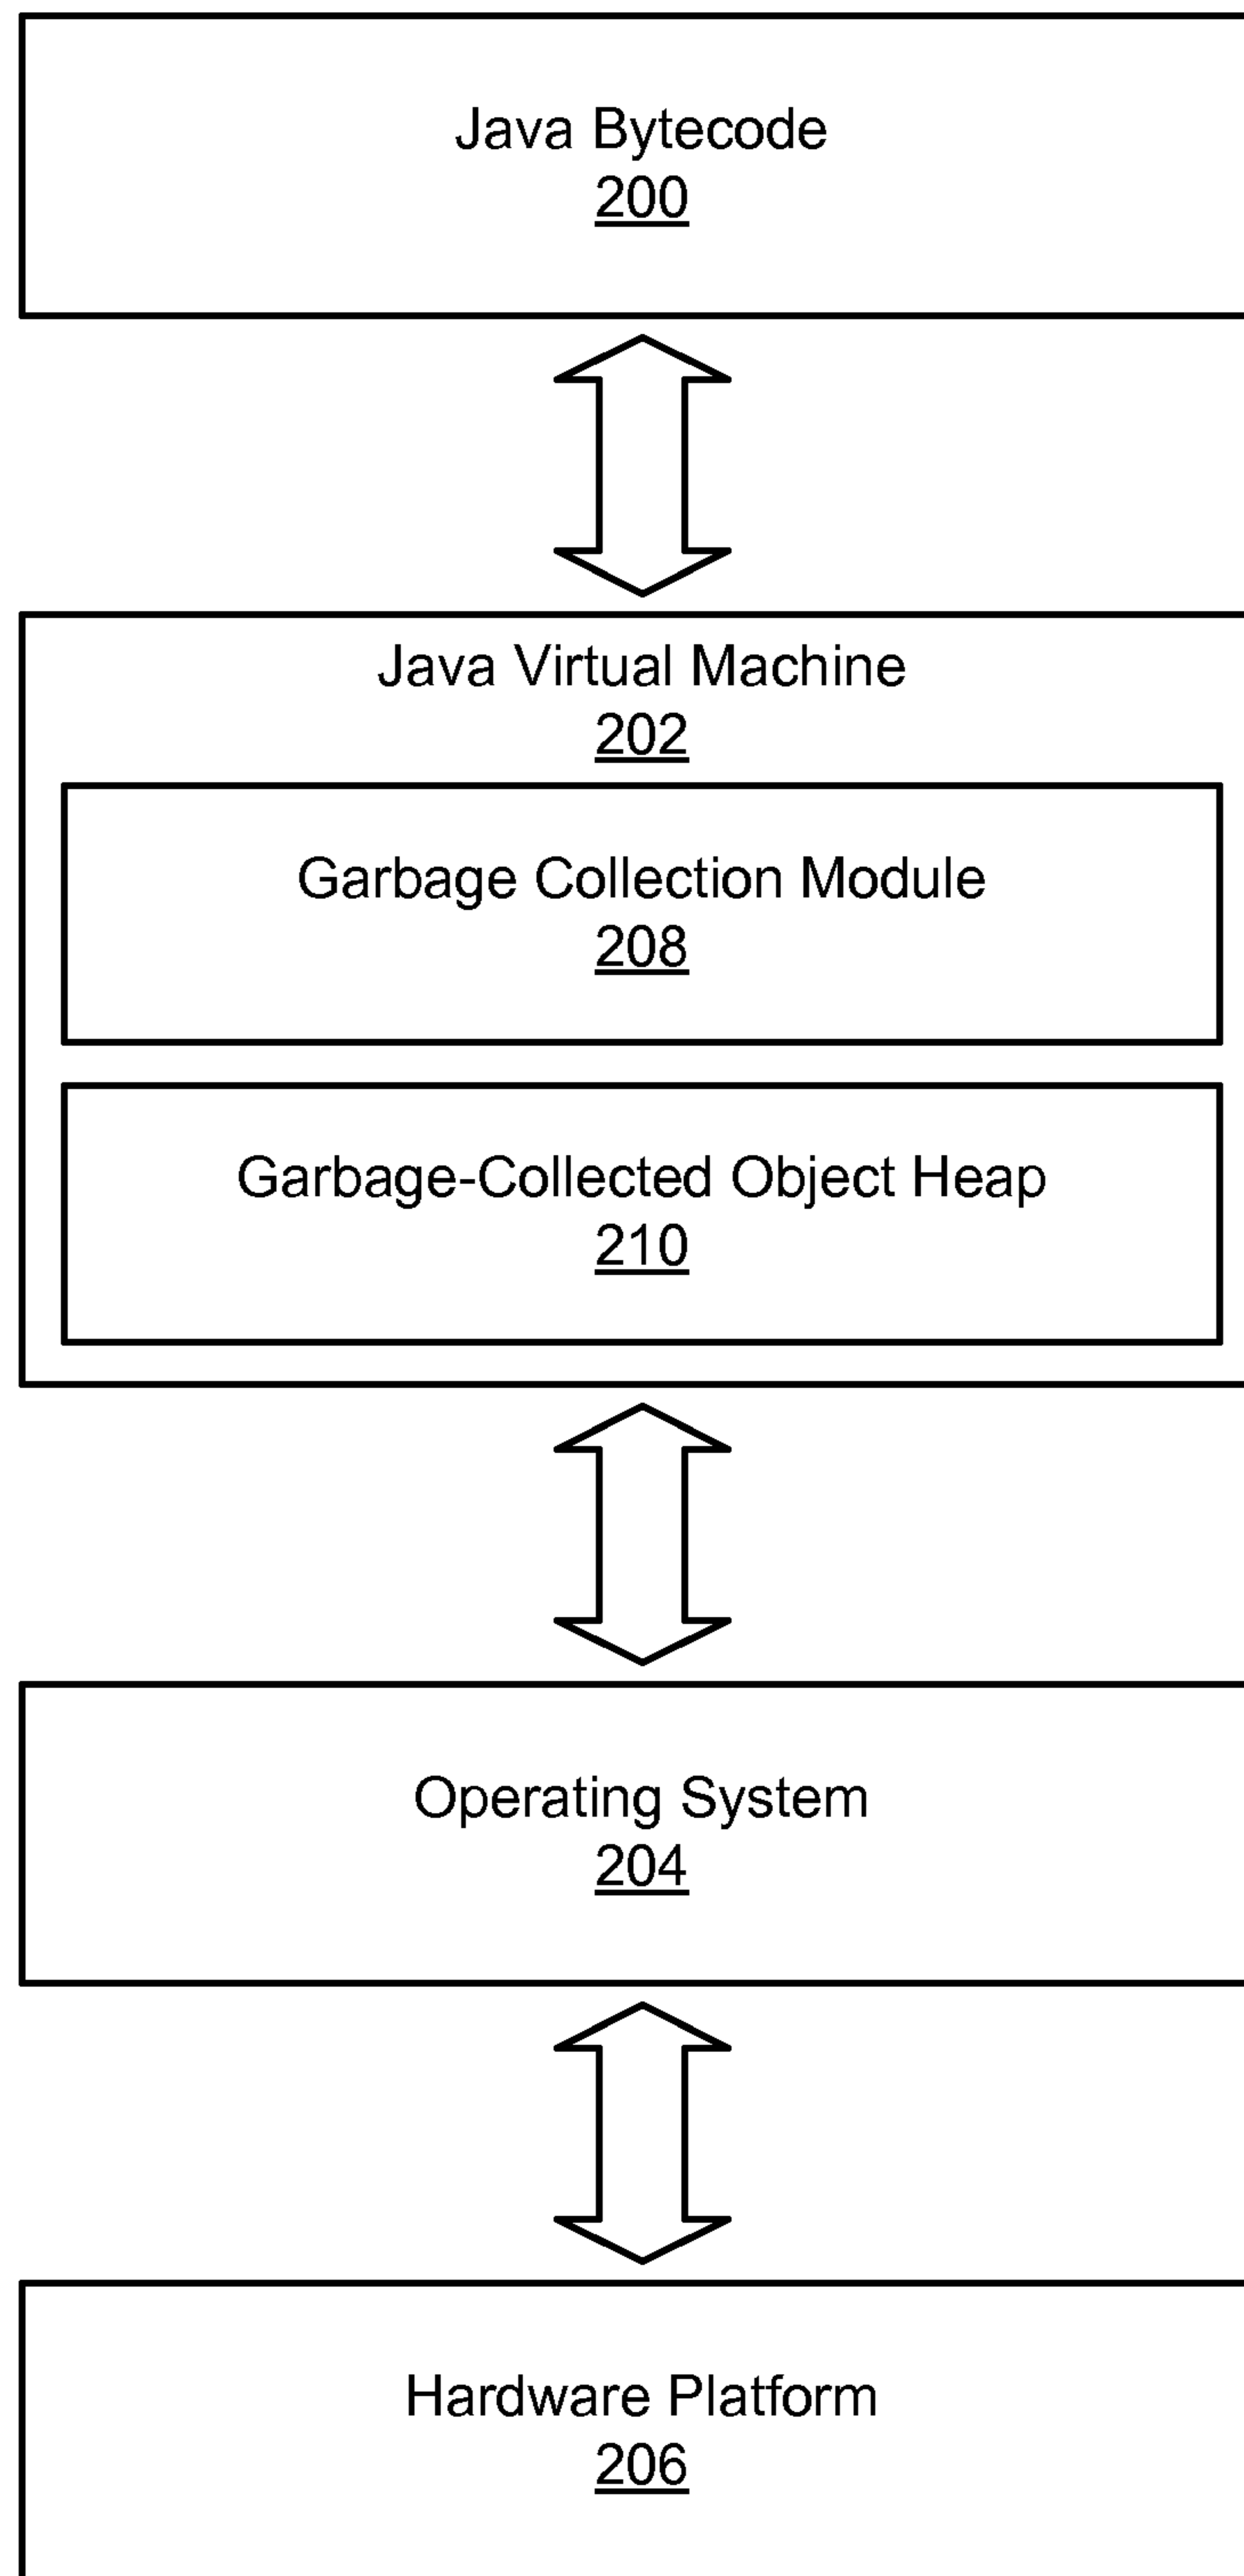 Java Bytecode
200
Java Virtual Machine
202
Garbage Collection Module
208
Garbage-Collected Object Heap
210
Operating System
204
Hardware Platform
206